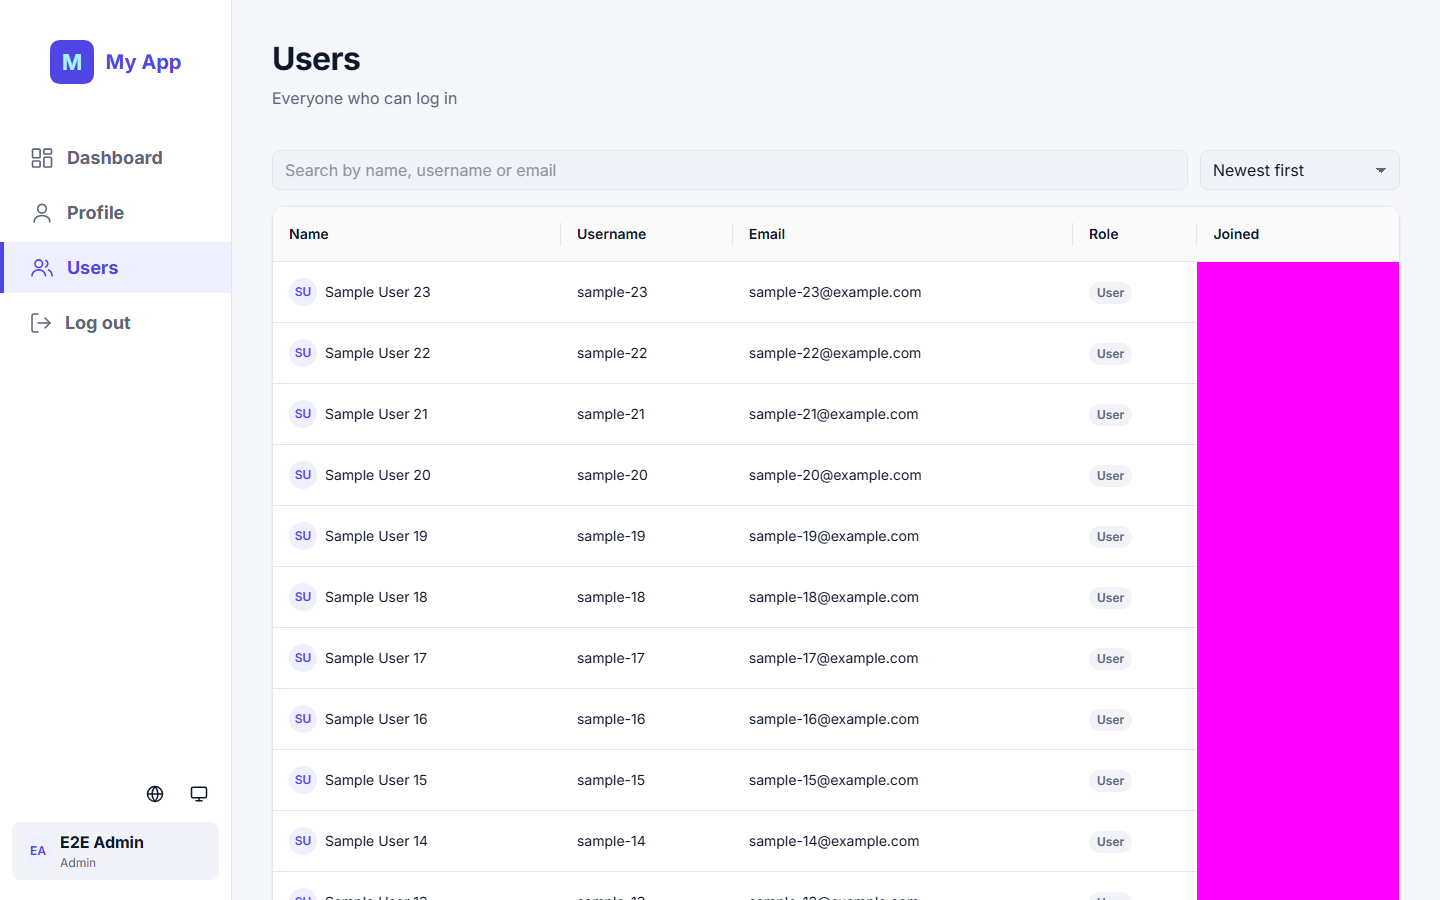 M My App
Dashboard
Profile
Users
Log out
EA E2E Admin
Admin
Users
Everyone who can log in
Search by name, username or email
Newest first
Name Username Email Role Joined
SU Sample User 23 sample-23 sample-23@example.com User
SU Sample User 22 sample-22 sample-22@example.com User
SU Sample User 21 sample-21 sample-21@example.com User
SU Sample User 20 sample-20 sample-20@example.com User
SU Sample User 19 sample-19 sample-19@example.com User
SU Sample User 18 sample-18 sample-18@example.com User
SU Sample User 17 sample-17 sample-17@example.com User
SU Sample User 16 sample-16 sample-16@example.com User
SU Sample User 15 sample-15 sample-15@example.com User
SU Sample User 14 sample-14 sample-14@example.com User